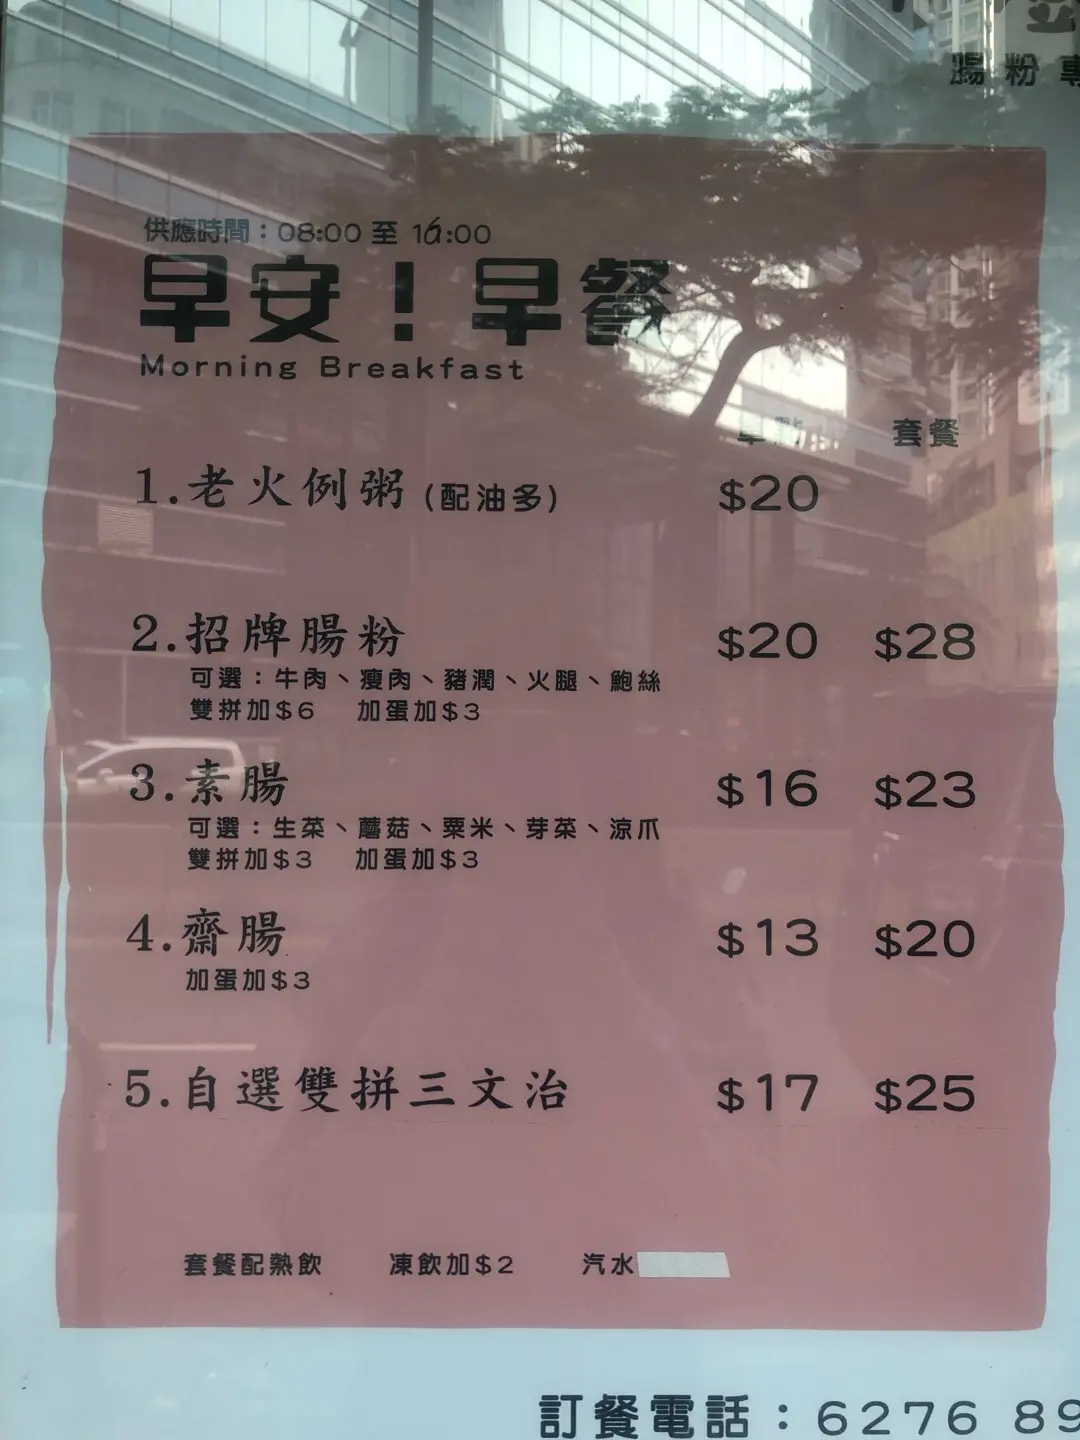 腸粉專
供應時間：08:00 至 16:00
早安！早餐
Morning Breakfast
單點 套餐
1.老火例粥 (配油多) $20
2.招牌腸粉 $20 $28
可選：牛肉、瘦肉、豬潤、火腿、鮑絲
雙拼加$6 加蛋加$3
3.素腸 $16 $23
可選：生菜、蘑菇、粟米、芽菜、涼爪
雙拼加$3 加蛋加$3
4.齋腸 $13 $20
加蛋加$3
5.自選雙拼三文治 $17 $25
套餐配熱飲 凍飲加$2 汽水
訂餐電話：6276 89